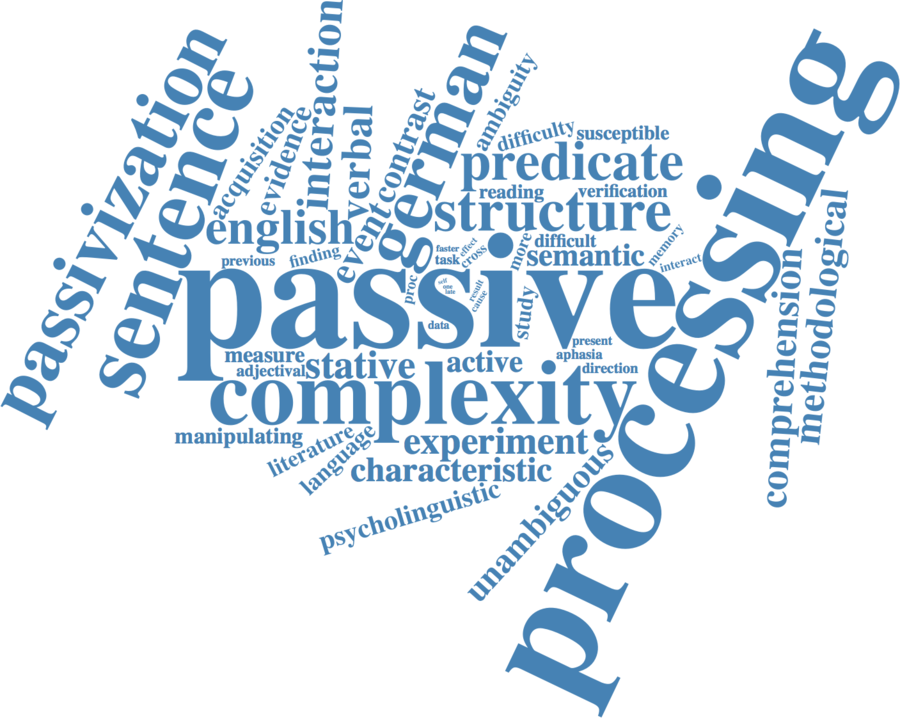 passivization
sentence
acquisition
evidence
interaction
verbal
contrast
event
german
ambiguity
difficulty
susceptible
predicate
reading
verification
structure
english
previous
finding
faster
effect
task
cross
more
difficult
semantic
memory
interact
proc
self
one
late
result
cause
data
study
passive
processing
comprehension
methodological
present
aphasia
direction
measure
adjectival
stative
active
complexity
manipulating
literature
language
experiment
characteristic
psycholinguistic
unambiguous